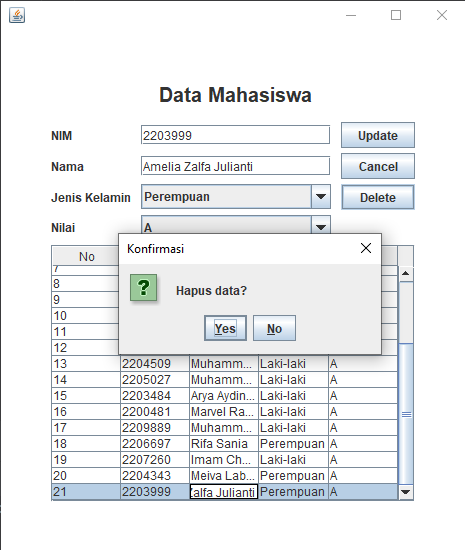 Data Mahasiswa
NIM 2203999 Update
Nama Amelia Zalfa Julianti Cancel
Jenis Kelamin Perempuan Delete
Nilai A
No
Konfirmasi
?
Hapus data?
Yes No
7
8
9
10
11
12
13 2204509 Muhamm... Laki-laki A
14 2205027 Muhamm... Laki-laki A
15 2203484 Arya Aydin... Laki-laki A
16 2200481 Marvel Ra... Laki-laki A
17 2209889 Muhamm... Laki-laki A
18 2206697 Rifa Sania Perempuan A
19 2207260 Imam Ch... Laki-laki A
20 2204343 Meiva Lab... Perempuan A
21 2203999 Zalfa Julianti Perempuan A